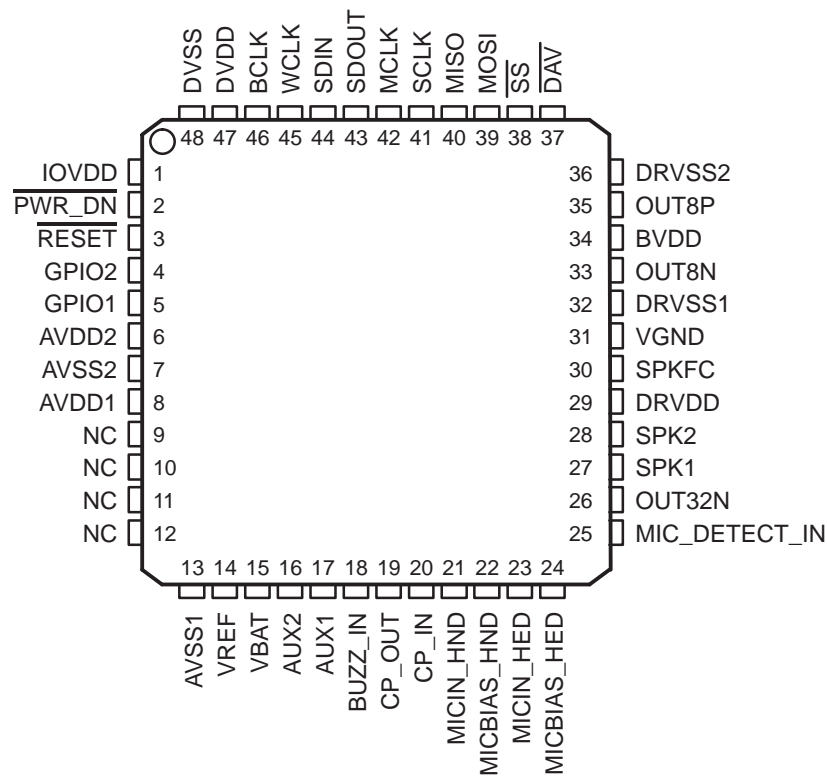 DVSS
DVDD
BCLK
WCLK
SDIN
SDOUT
MCLK
SCLK
MISO
MOSI
SS
DAV
48 47 46 45 44 43 42 41 40 39 38 37
IOVDD 1 36 DRVSS2
PWR_DN 2 35 OUT8P
RESET 3 34 BVDD
GPIO2 4 33 OUT8N
GPIO1 5 32 DRVSS1
AVDD2 6 31 VGND
AVSS2 7 30 SPKFC
AVDD1 8 29 DRVDD
NC 9 28 SPK2
NC 10 27 SPK1
NC 11 26 OUT32N
NC 12 25 MIC_DETECT_IN
13 14 15 16 17 18 19 20 21 22 23 24
AVSS1
VREF
VBAT
AUX2
AUX1
BUZZ_IN
CP_OUT
CP_IN
MICIN_HND
MICBIAS_HND
MICIN_HED
MICBIAS_HED